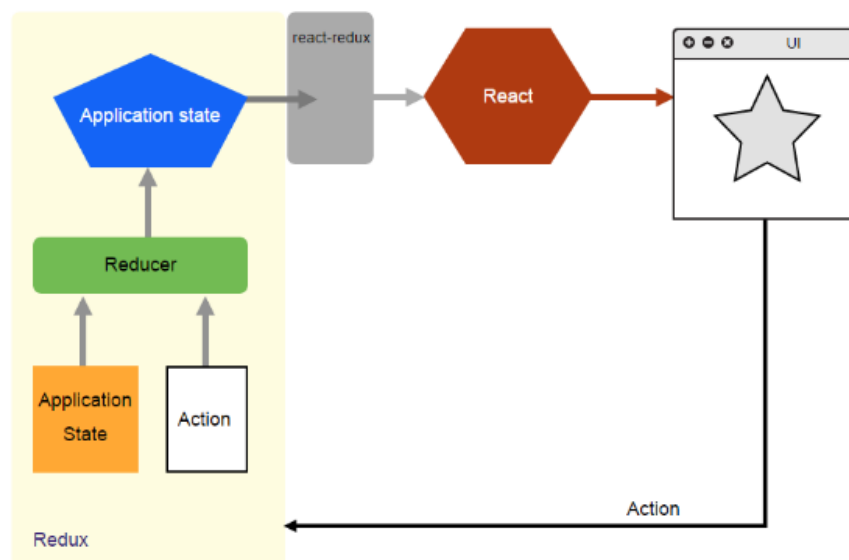 react-redux
UI
Application state
React
Reducer
Application
State
Action
Action
Redux